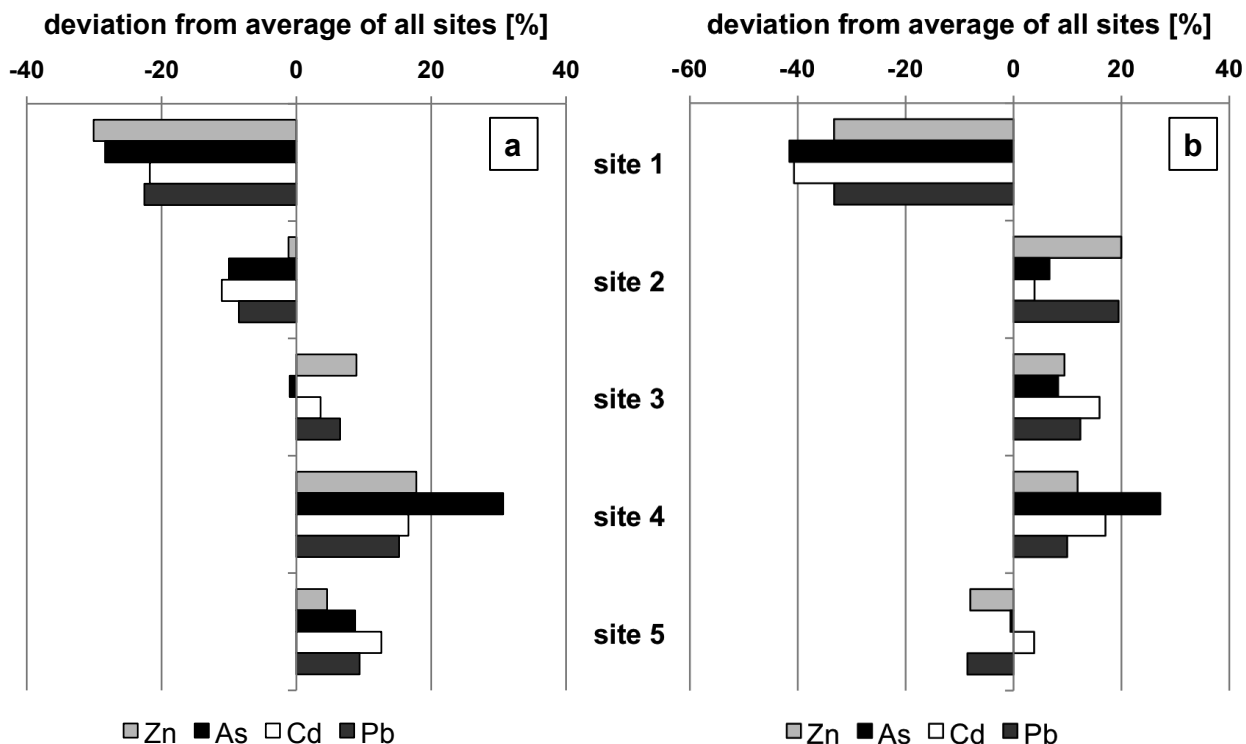 deviation from average of all sites [%]
-40 -20 0 20 40
a
deviation from average of all sites [%]
-60 -40 -20 0 20 40
b
site 1
site 2
site 3
site 4
site 5
Zn As Cd Pb
Zn As Cd Pb